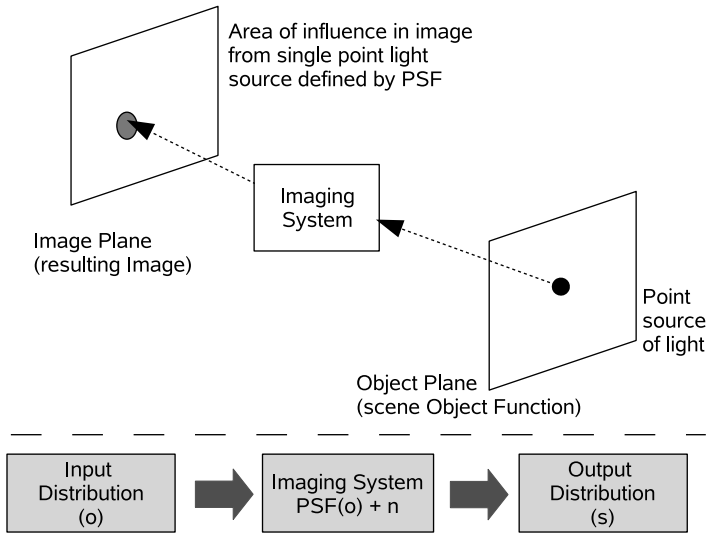 Area of influence in image
from single point light
source defined by PSF
Imaging
System
Image Plane
(resulting Image)
Point
source
of light
Object Plane
(scene Object Function)
Input
Distribution
(o)
Imaging System
PSF(o) + n
Output
Distribution
(s)